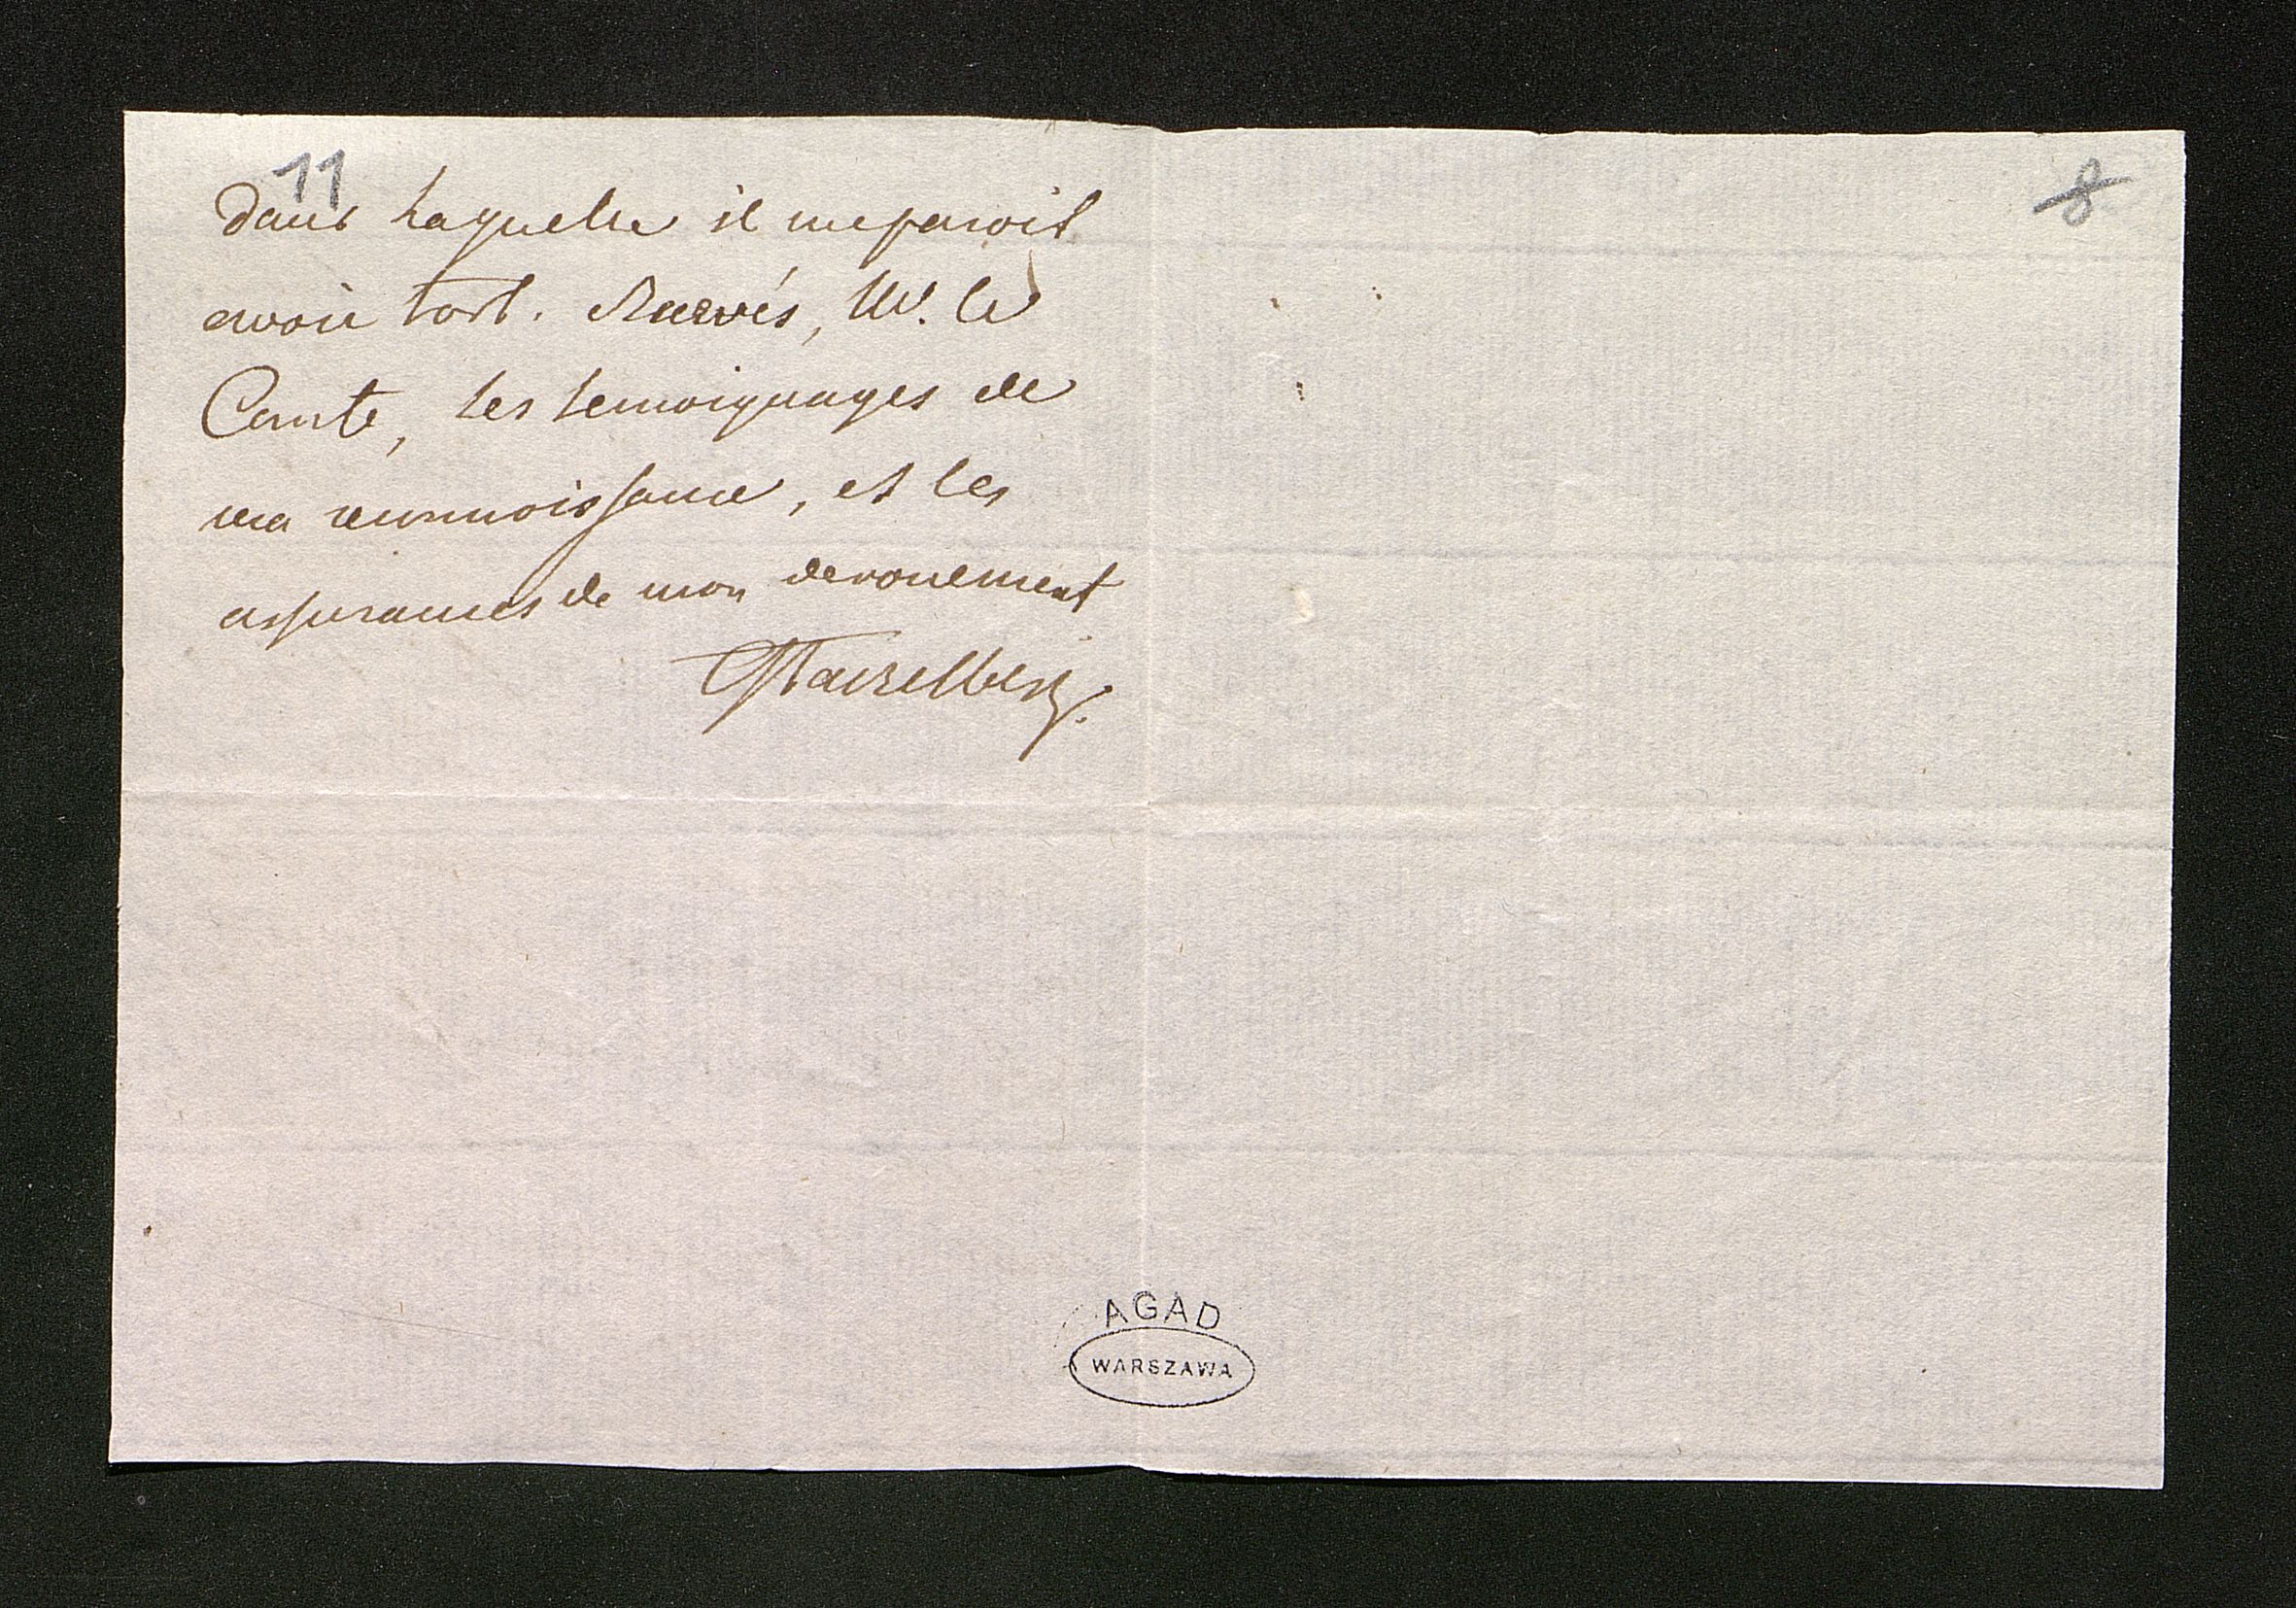 11
8
dans laquelle il me paroit
avoir tort. Recevés, M. le
Comte, les temoignages de
ma reconnoissance, et les
assurances de mon devouement
Stackelberg.
AGAD
WARSZAWA